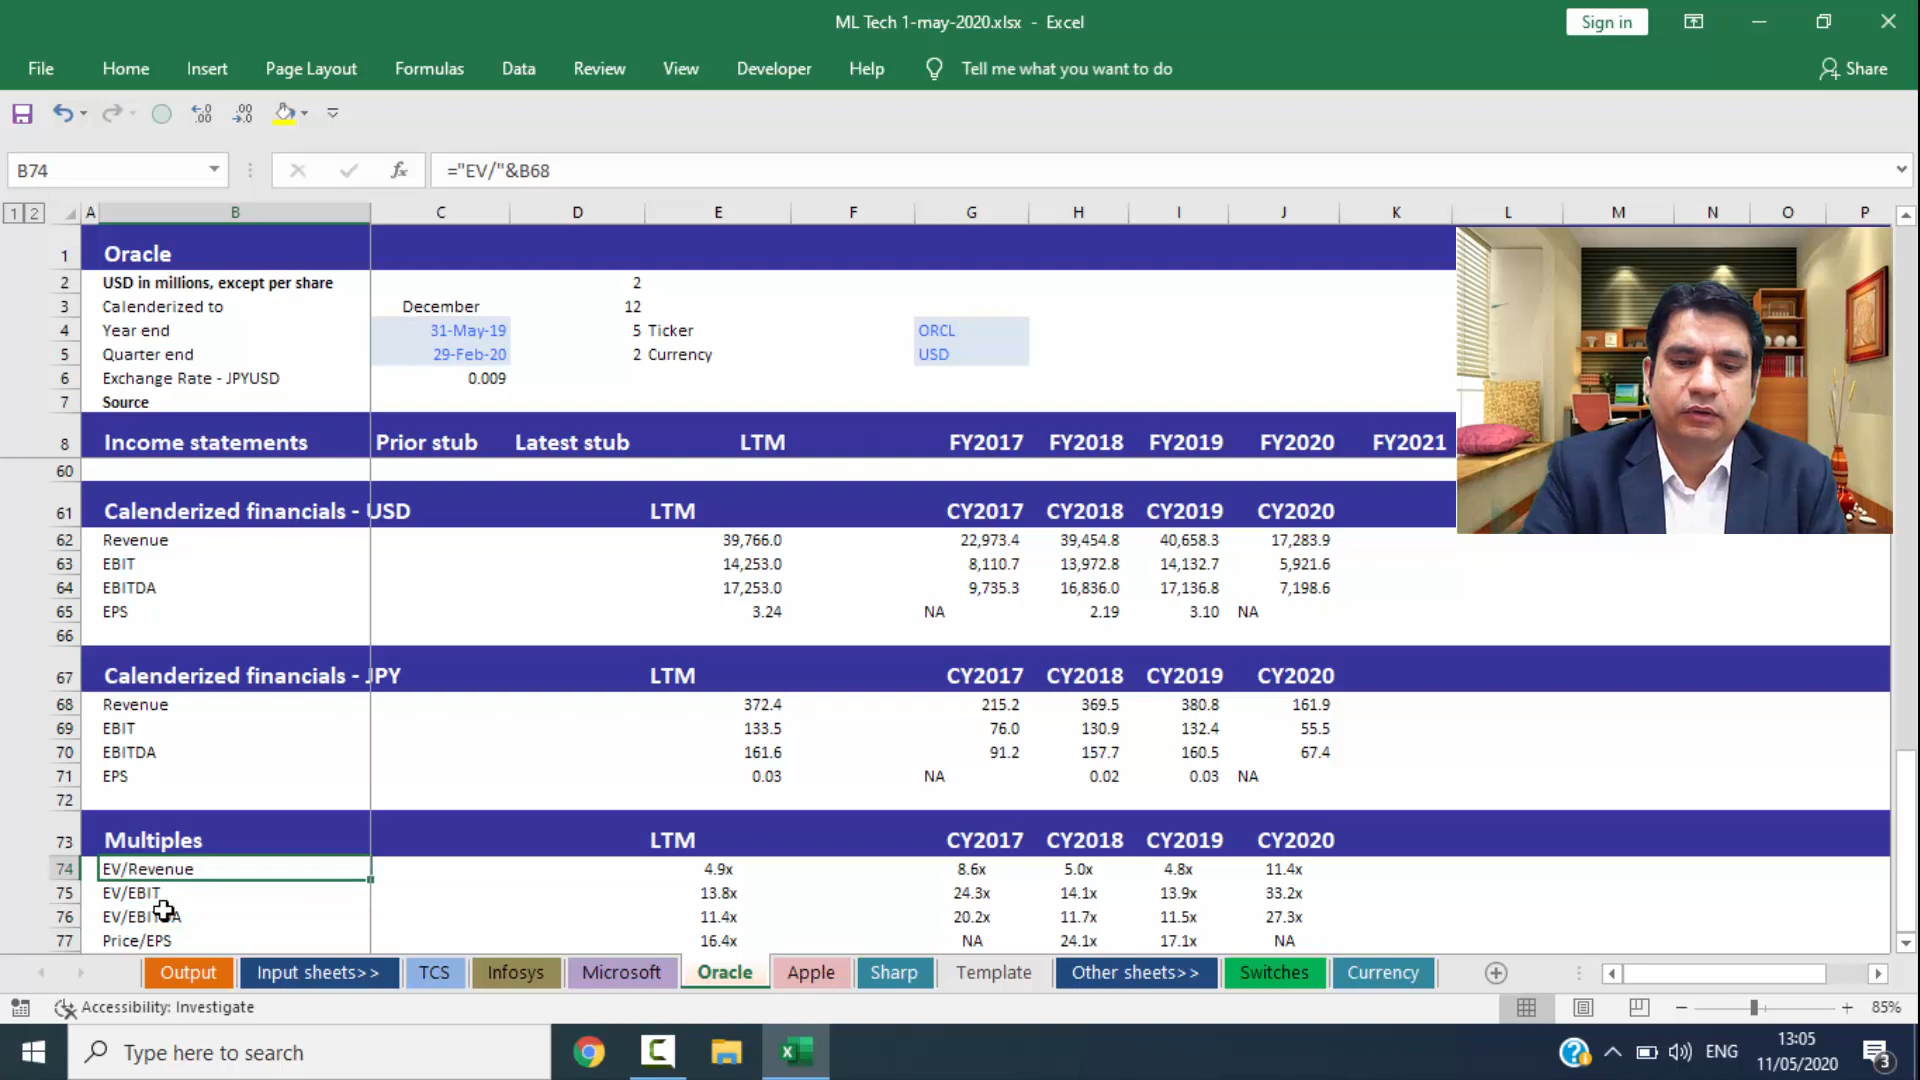 ML Tech 1-may-2020.xlsx - Excel
Sign in
File Home Insert Page Layout Formulas Data Review View Developer Help Tell me what you want to do Share
B74 fx ="EV/"&B68
1 2 A B C D E F G H I J K L M N O P
1 Oracle
2 USD in millions, except per share 2
3 Calenderized to December 12
4 Year end 31-May-19 5 Ticker ORCL
5 Quarter end 29-Feb-20 2 Currency USD
6 Exchange Rate - JPYUSD 0.009
7 Source
8 Income statements Prior stub Latest stub LTM FY2017 FY2018 FY2019 FY2020 FY2021
60
61 Calenderized financials - USD LTM CY2017 CY2018 CY2019 CY2020
62 Revenue 39,766.0 22,973.4 39,454.8 40,658.3 17,283.9
63 EBIT 14,253.0 8,110.7 13,972.8 14,132.7 5,921.6
64 EBITDA 17,253.0 9,735.3 16,836.0 17,136.8 7,198.6
65 EPS 3.24 NA 2.19 3.10 NA
66
67 Calenderized financials - JPY LTM CY2017 CY2018 CY2019 CY2020
68 Revenue 372.4 215.2 369.5 380.8 161.9
69 EBIT 133.5 76.0 130.9 132.4 55.5
70 EBITDA 161.6 91.2 157.7 160.5 67.4
71 EPS 0.03 NA 0.02 0.03 NA
72
73 Multiples LTM CY2017 CY2018 CY2019 CY2020
74 EV/Revenue 4.9x 8.6x 5.0x 4.8x 11.4x
75 EV/EBIT 13.8x 24.3x 14.1x 13.9x 33.2x
76 EV/EBITDA 11.4x 20.2x 11.7x 11.5x 27.3x
77 Price/EPS 16.4x NA 24.1x 17.1x NA
Output Input sheets>> TCS Infosys Microsoft Oracle Apple Sharp Template Other sheets>> Switches Currency
Accessibility: Investigate 85%
Type here to search ENG 13:05
11/05/2020 3